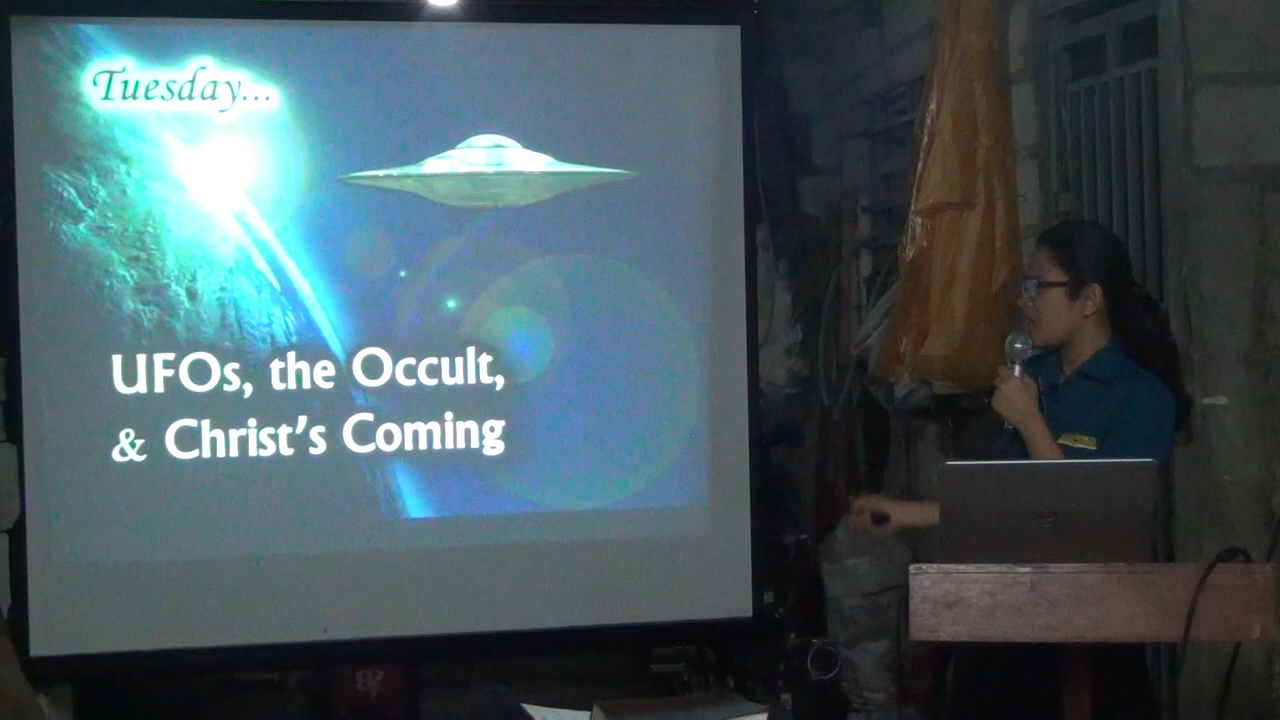 Tuesday...
UFOs, the Occult,
& Christ's Coming